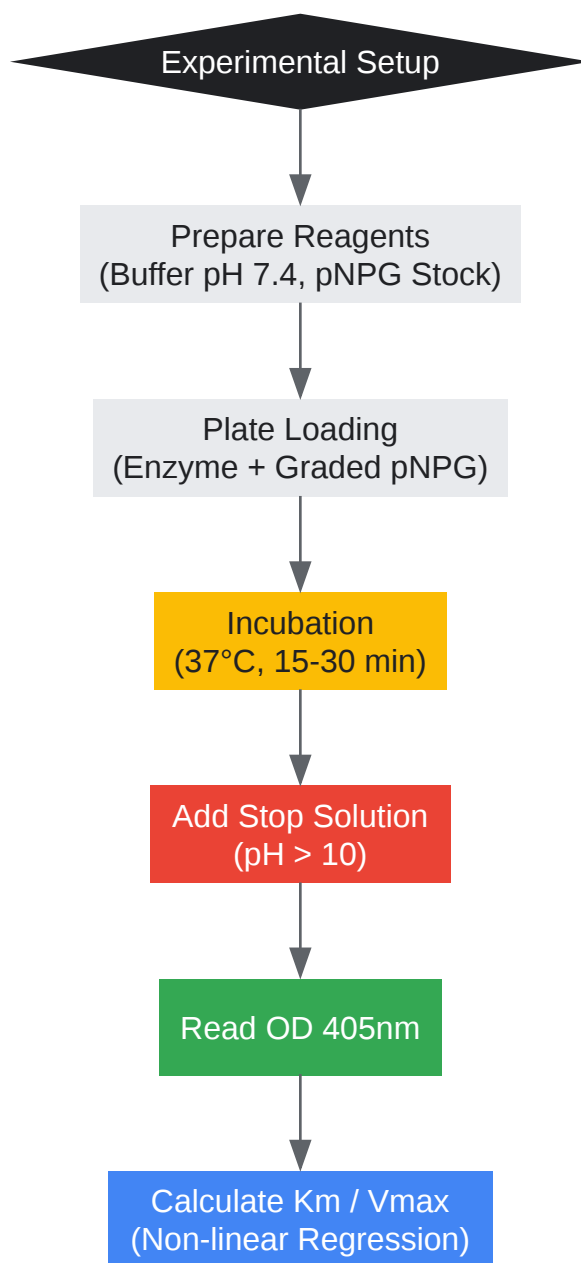 Experimental Setup
Prepare Reagents
(Buffer pH 7.4, pNPG Stock)
Plate Loading
(Enzyme + Graded pNPG)
Incubation
(37°C, 15-30 min)
Add Stop Solution
(pH > 10)
Read OD 405nm
Calculate Km / Vmax
(Non-linear Regression)